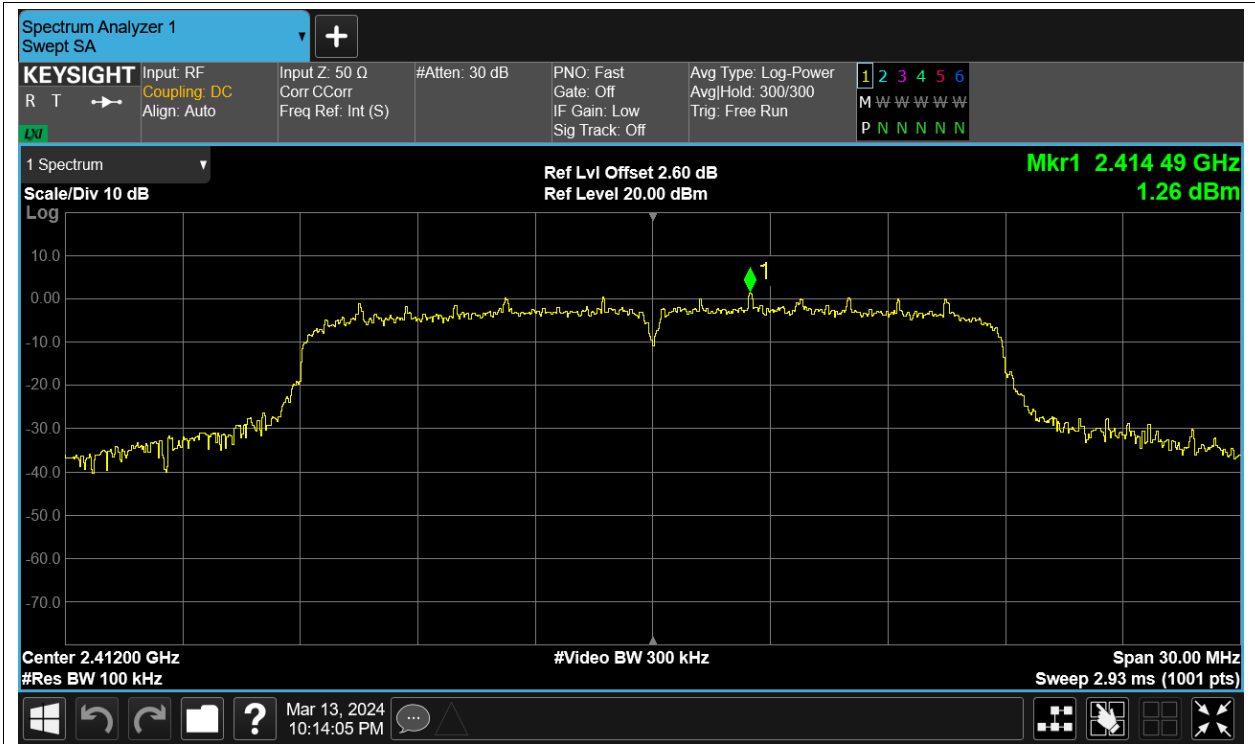 Spectrum Analyzer 1
Swept SA
+
KEYSIGHT
R T
LXI
Input: RF
Coupling: DC
Align: Auto
Input Z: 50 Ω
Corr CCorr
Freq Ref: Int (S)
#Atten: 30 dB
PNO: Fast
Gate: Off
IF Gain: Low
Sig Track: Off
Avg Type: Log-Power
Avg|Hold: 300/300
Trig: Free Run
1 2 3 4 5 6
M W W W W W
P N N N N N
1 Spectrum
Scale/Div 10 dB
Ref Lvl Offset 2.60 dB
Ref Level 20.00 dBm
Mkr1 2.414 49 GHz
1.26 dBm
Log
10.0
0.00
-10.0
-20.0
-30.0
-40.0
-50.0
-60.0
-70.0
1
Center 2.41200 GHz
#Res BW 100 kHz
#Video BW 300 kHz
Span 30.00 MHz
Sweep 2.93 ms (1001 pts)
?
Mar 13, 2024
10:14:05 PM